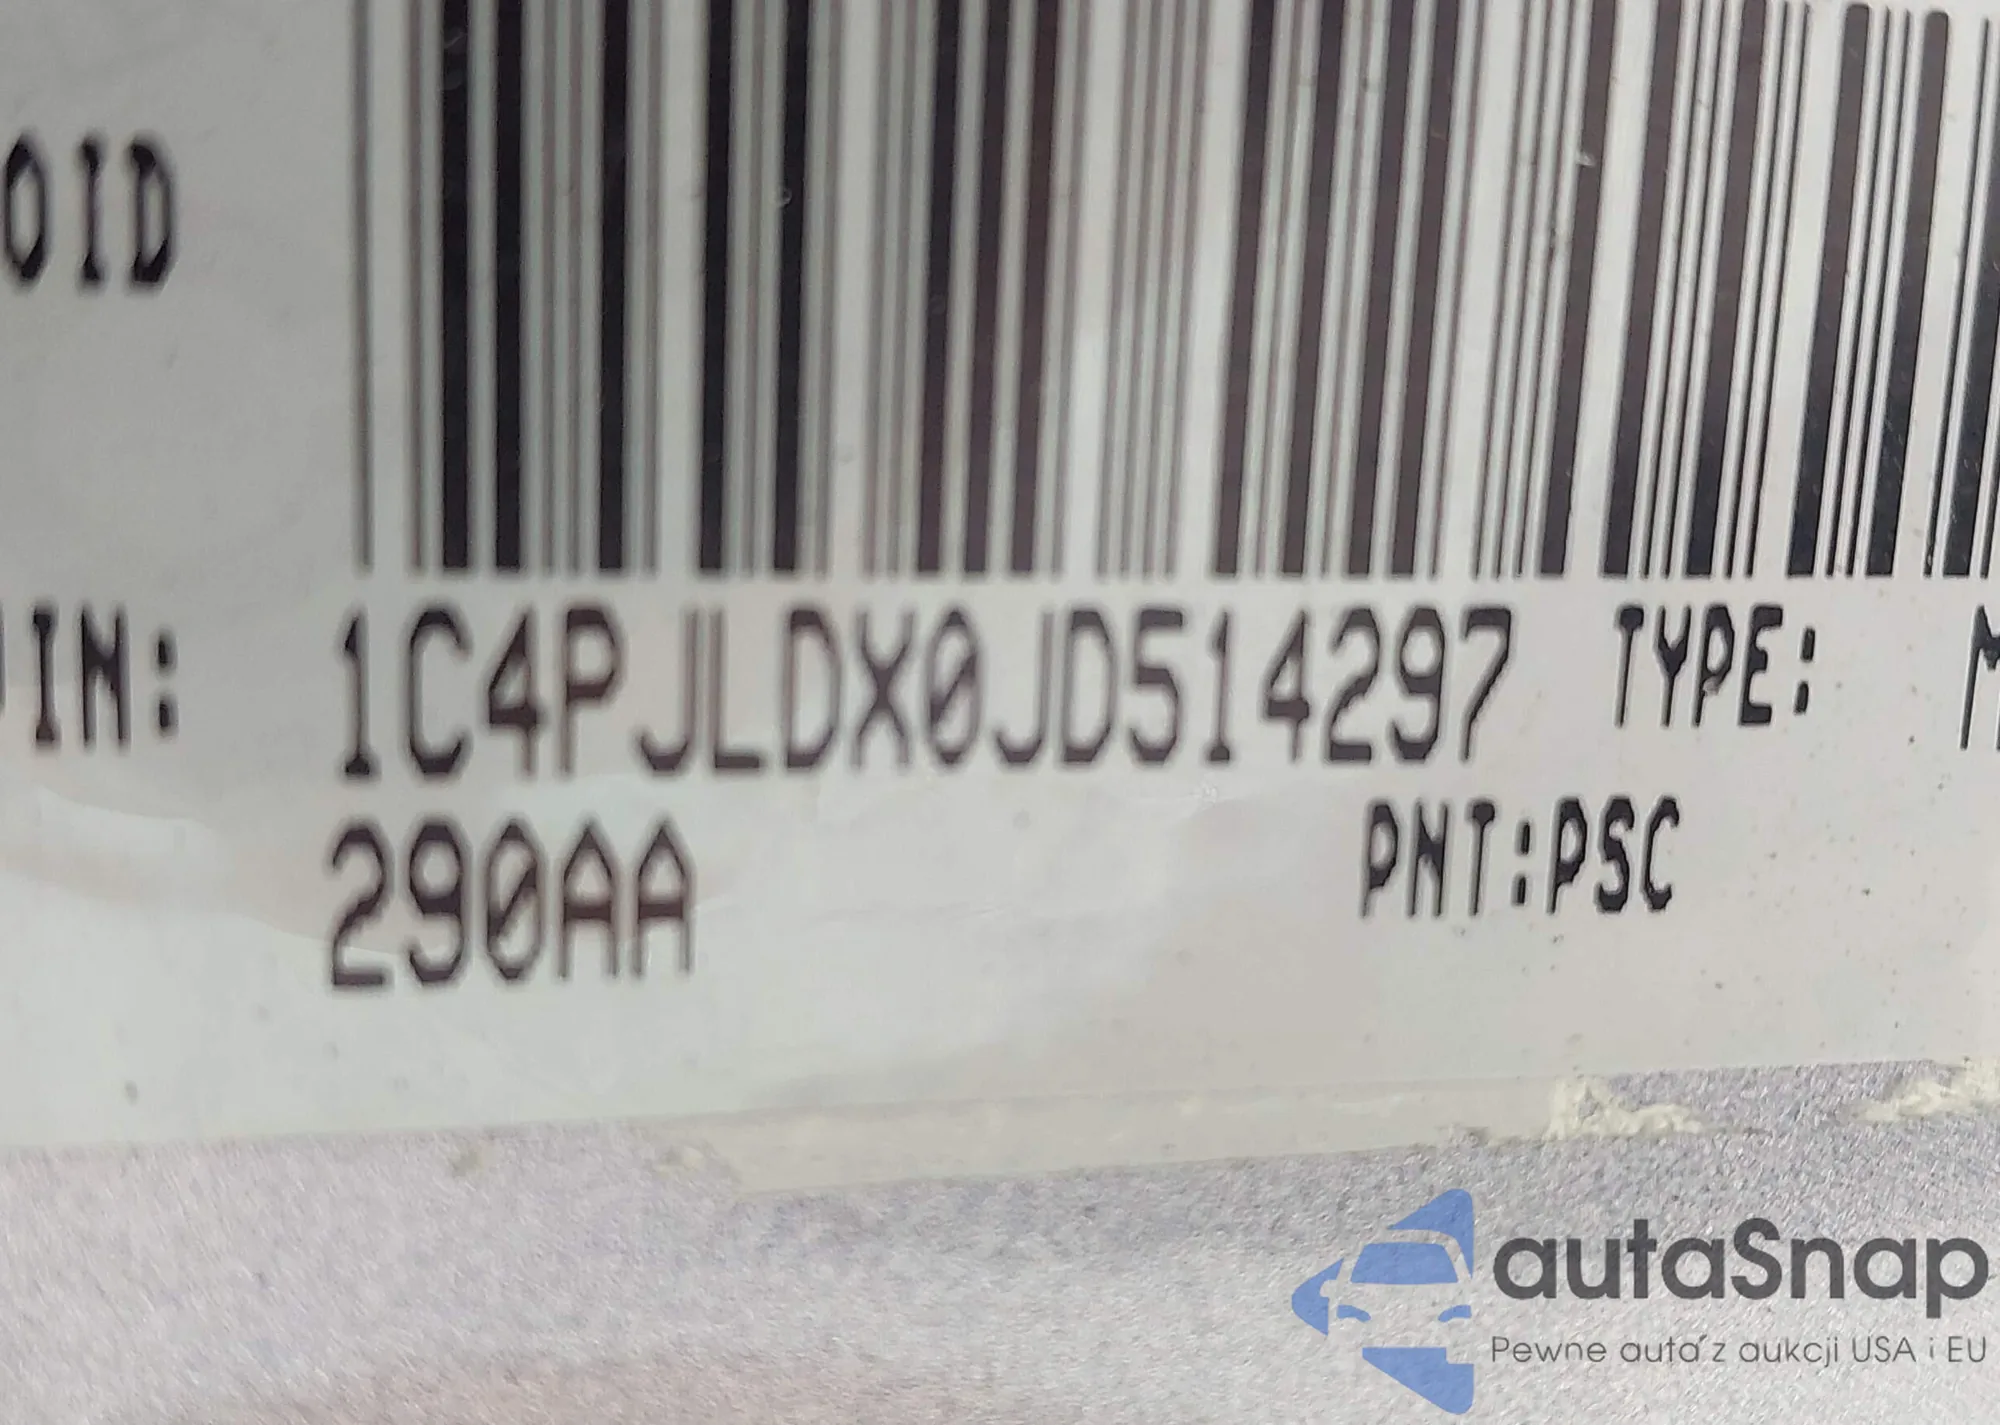 OID
IN: 1C4PJLDX0JD514297 TYPE: M
290AA PNT:PSC
autaSnap
Pewne auta z aukcji USA i EU